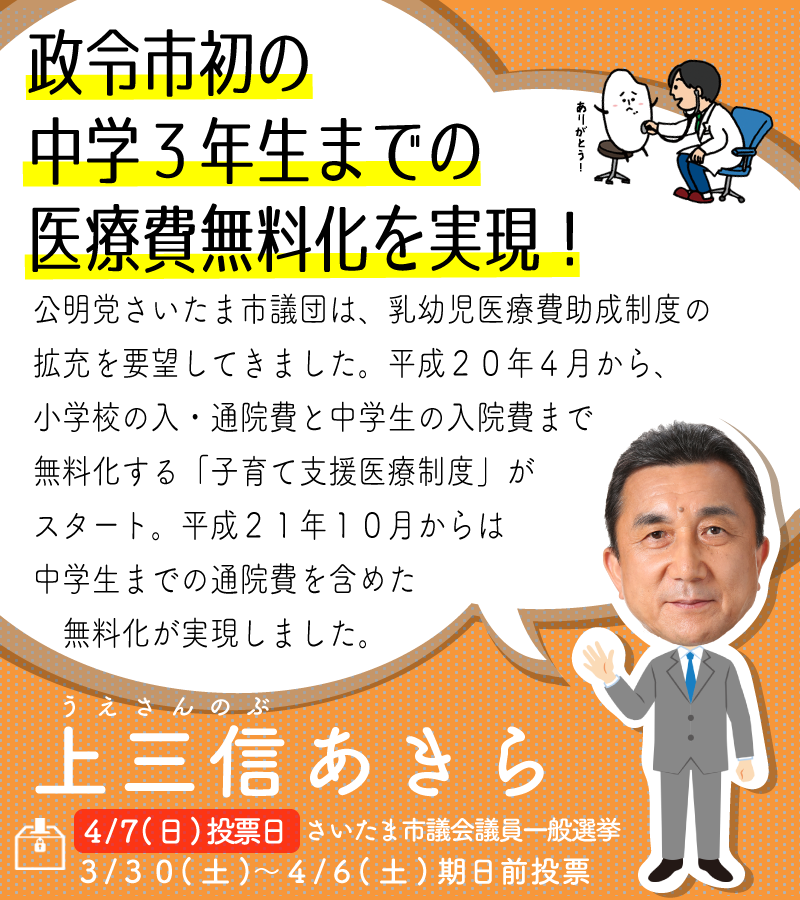 政令市初の
中学３年生までの
医療費無料化を実現！
ありがとう！
公明党さいたま市議団は、乳幼児医療費助成制度の
拡充を要望してきました。平成２０年４月から、
小学校の入・通院費と中学生の入院費まで
無料化する「子育て支援医療制度」が
スタート。平成２１年１０月からは
中学生までの通院費を含めた
無料化が実現しました。
うえさんのぶ
上三信あきら
4/7(日)投票日 さいたま市議会議員一般選挙
３/３０(土)〜４/６(土)期日前投票